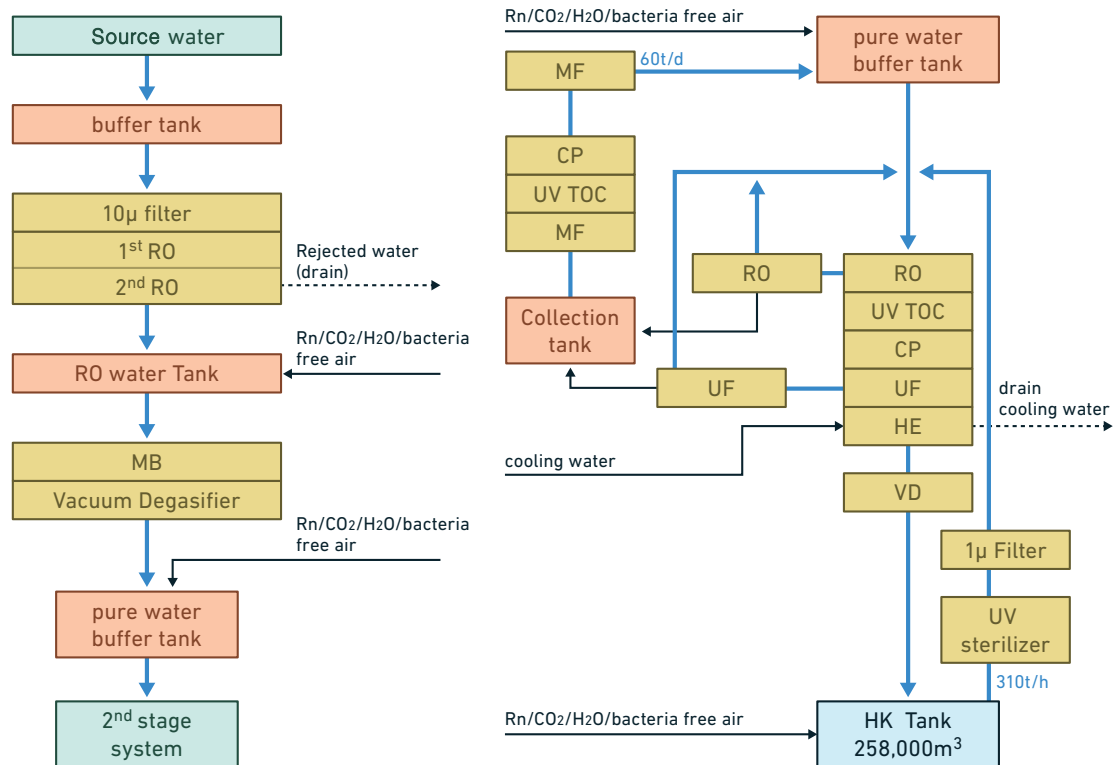 Source water
buffer tank
10μ filter
1st RO
2nd RO
Rejected water
(drain)
Rn/CO2/H2O/bacteria
free air
RO water Tank
MB
Vacuum Degasifier
Rn/CO2/H2O/bacteria
free air
pure water
buffer tank
2nd stage
system
Rn/CO2/H2O/bacteria free air
pure water
buffer tank
MF
60t/d
CP
UV TOC
MF
Collection
tank
RO
UF
RO
UV TOC
CP
UF
HE
drain
cooling water
cooling water
VD
1μ Filter
UV
sterilizer
310t/h
Rn/CO2/H2O/bacteria free air
HK Tank
258,000m3